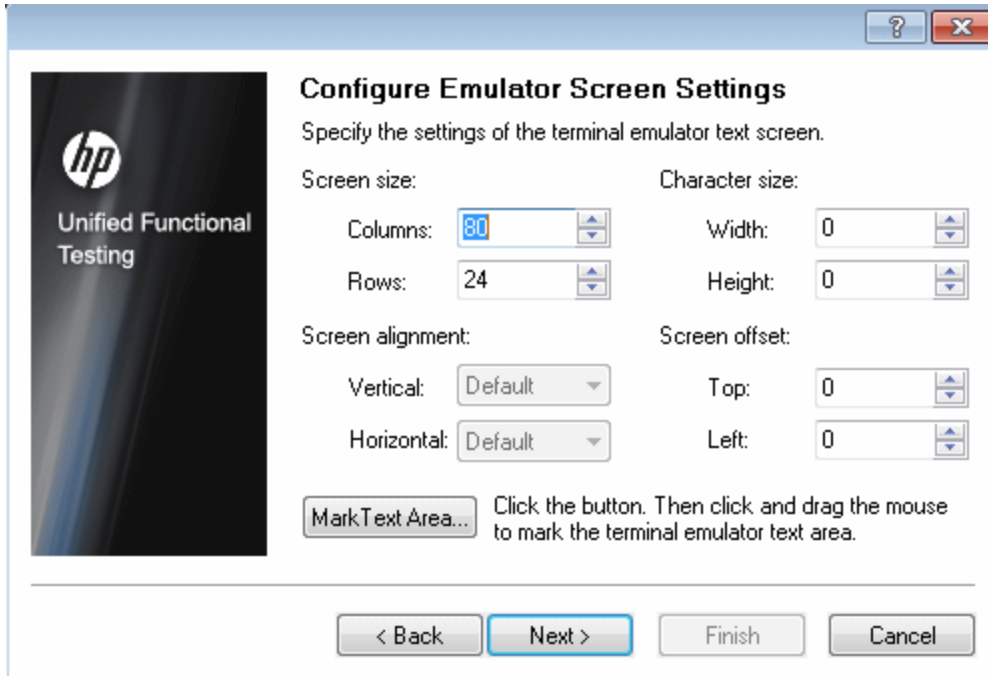 ?
hp
Unified Functional
Testing
Configure Emulator Screen Settings
Specify the settings of the terminal emulator text screen.
Screen size:
Columns: 80
Rows: 24
Character size:
Width: 0
Height: 0
Screen alignment:
Vertical: Default
Horizontal: Default
Screen offset:
Top: 0
Left: 0
MarkText Area...
Click the button. Then click and drag the mouse
to mark the terminal emulator text area.
< Back
Next >
Finish
Cancel